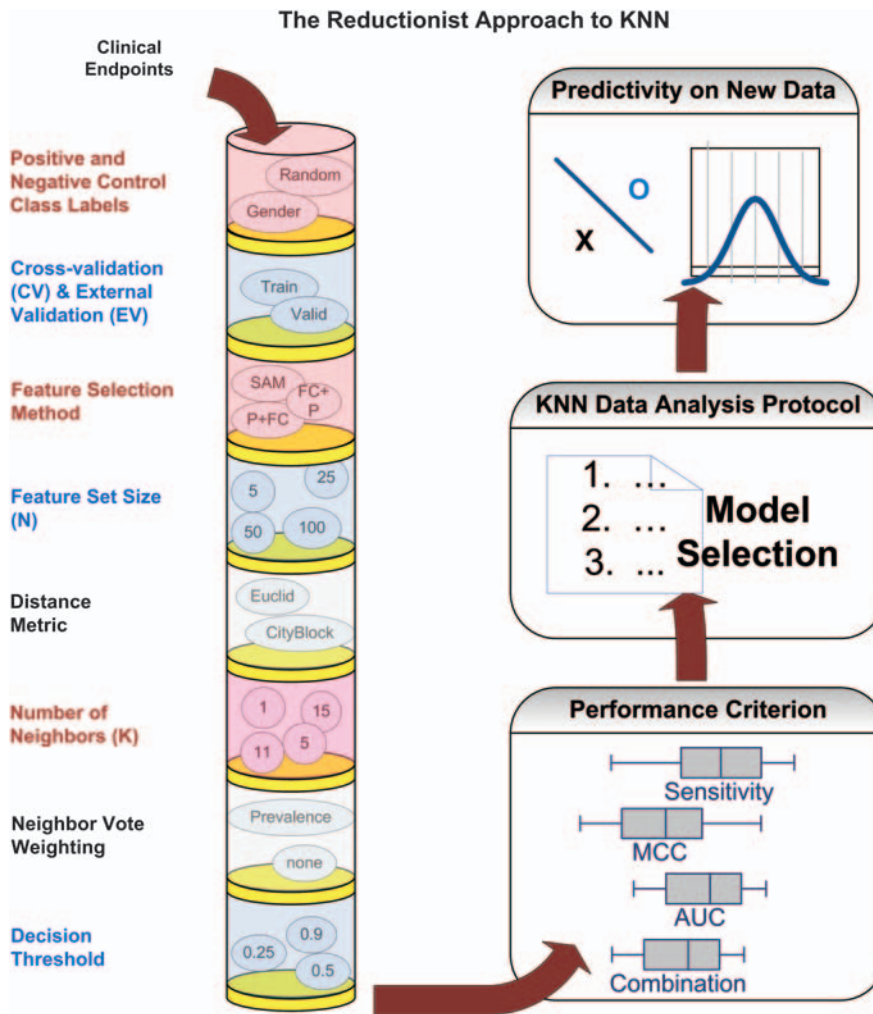 The Reductionist Approach to KNN
Clinical
Endpoints
Positive and
Negative Control
Class Labels
Random
Gender
Cross-validation
(CV) & External
Validation (EV)
Train
Valid
Feature Selection
Method
SAM
FC+
P
P+FC
Feature Set Size
(N)
5
25
50
100
Distance
Metric
Euclid
CityBlock
Number of
Neighbors (K)
1
15
11
5
Neighbor Vote
Weighting
Prevalence
none
Decision
Threshold
0.25
0.9
0.5
Predictivity on New Data
X
O
KNN Data Analysis Protocol
1. ...
2. ...
3. ...
Model
Selection
Performance Criterion
Sensitivity
MCC
AUC
Combination